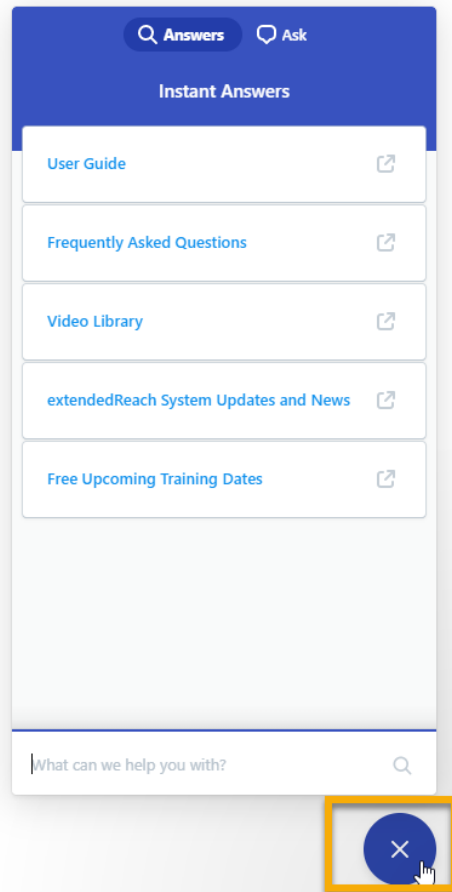 Answers Ask
Instant Answers
User Guide
Frequently Asked Questions
Video Library
extendedReach System Updates and News
Free Upcoming Training Dates
What can we help you with?